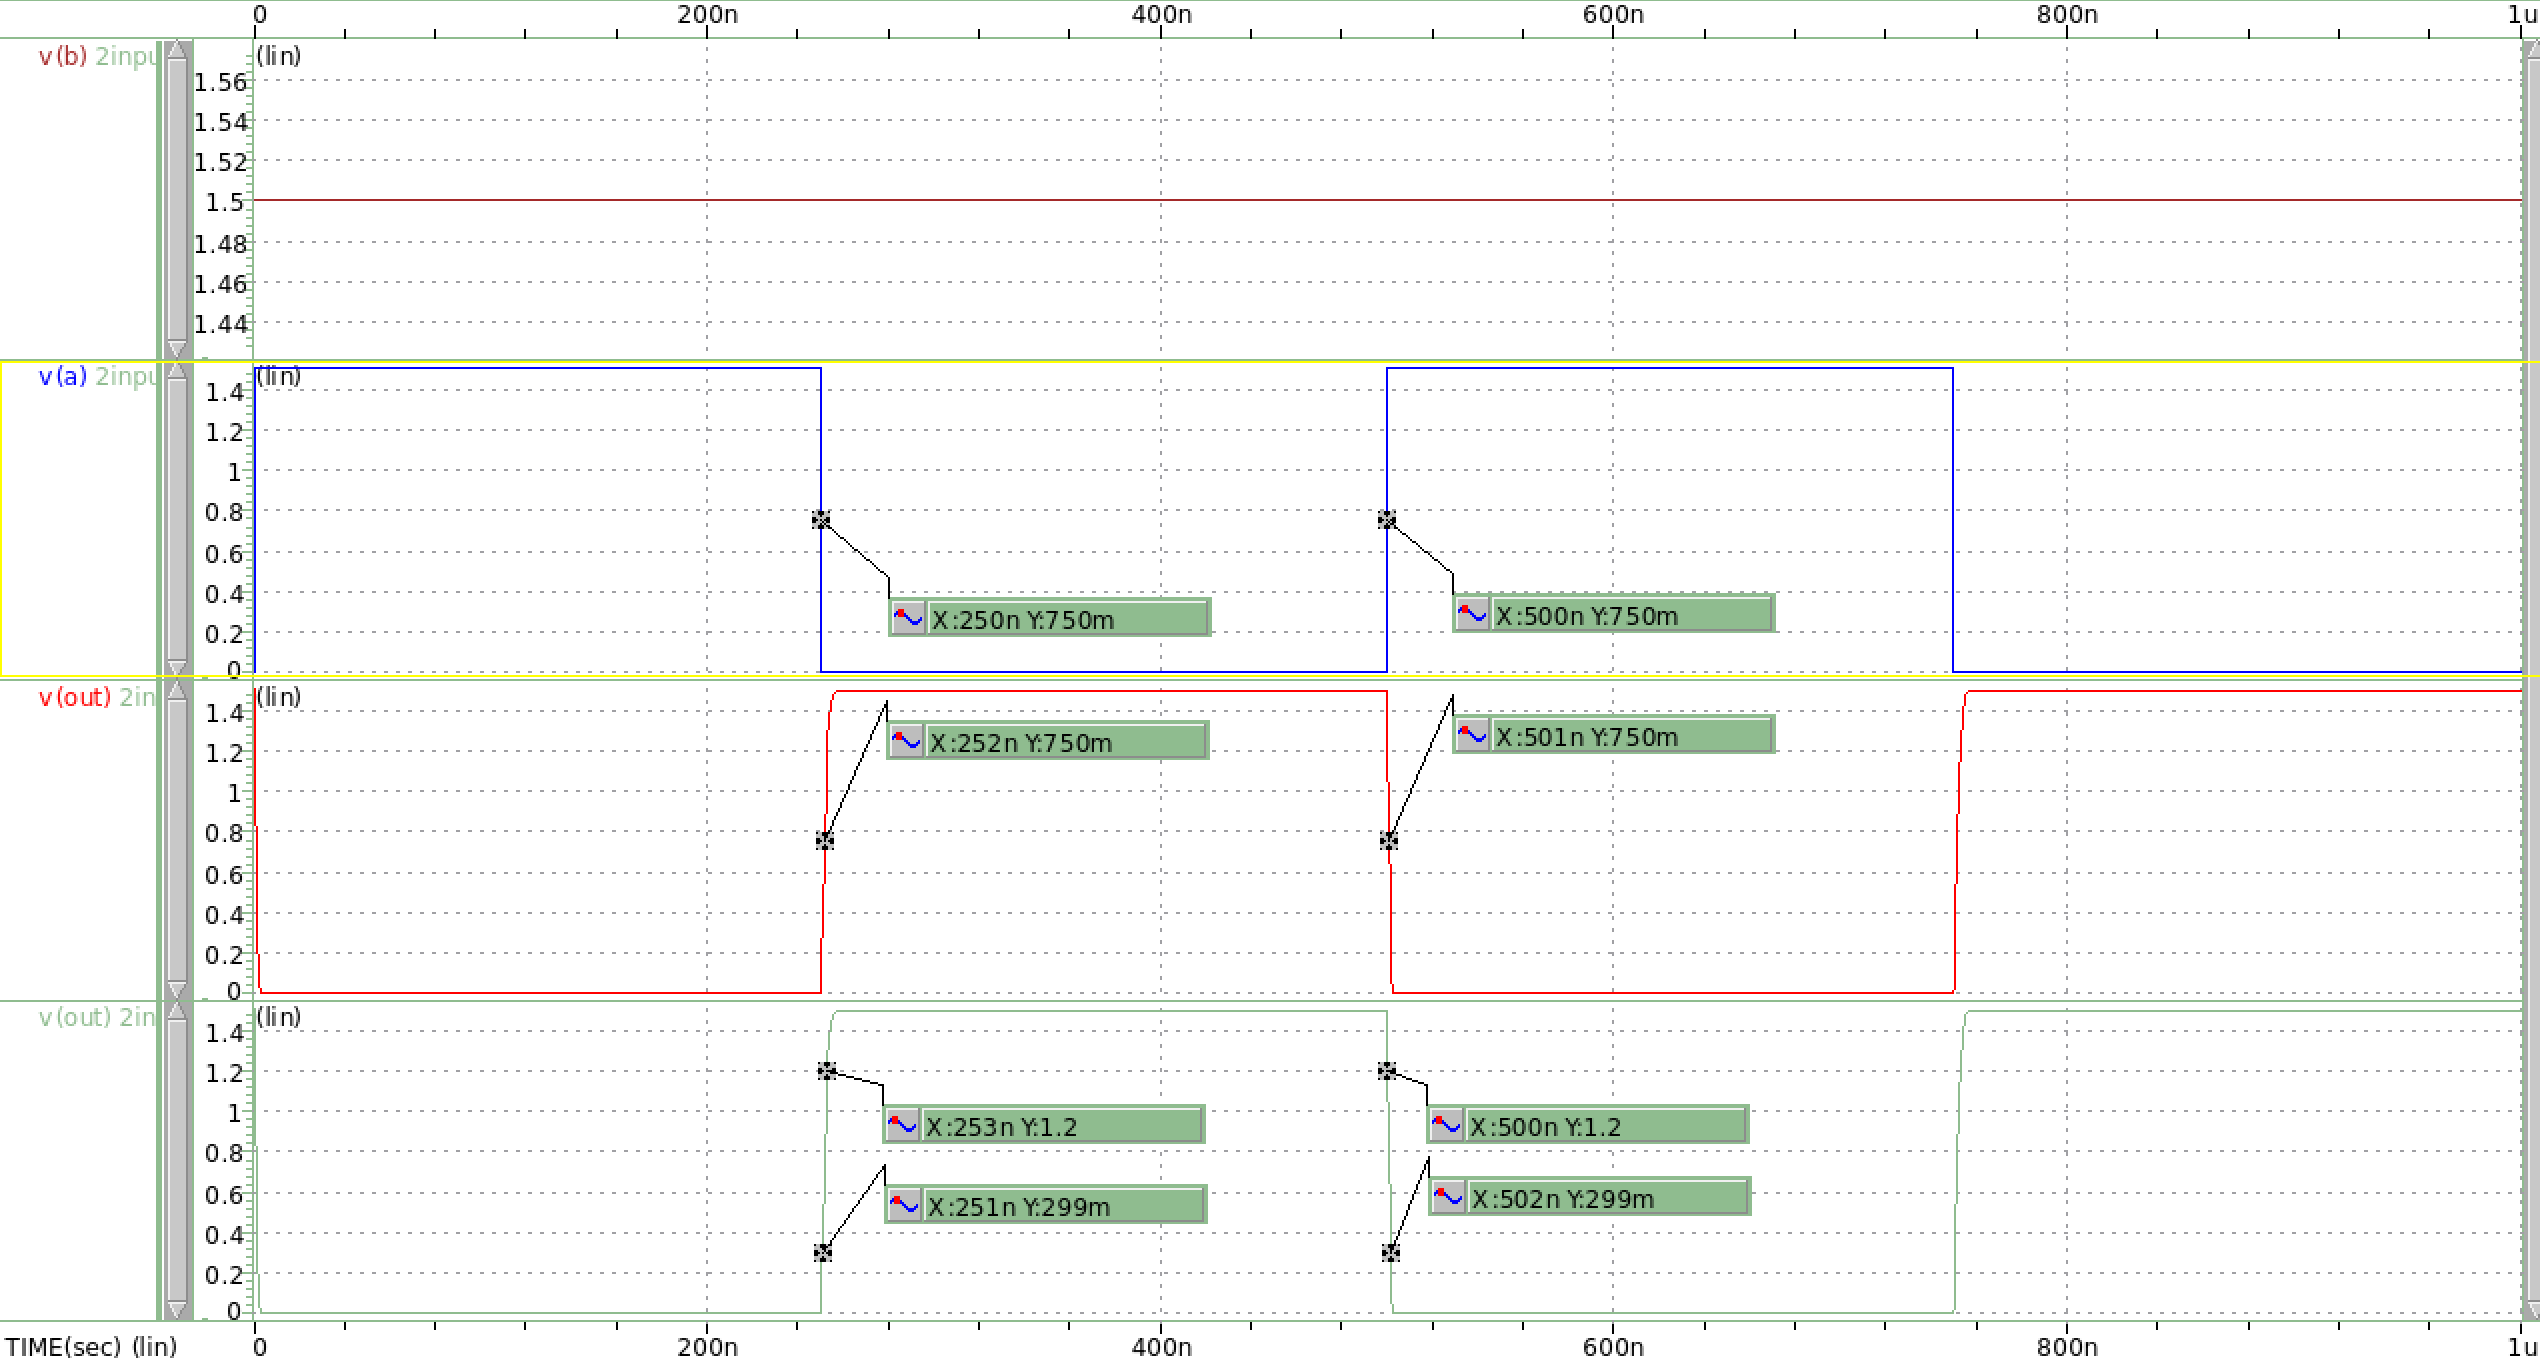 0 200n 400n 600n 800n 1u
v(b) 2inpu (lin)
1.56
1.54
1.52
1.5
1.48
1.46
1.44
v(a) 2inpu (lin)
1.4
1.2
1
0.8
0.6
0.4
0.2
0
X:250n Y:750m
X:500n Y:750m
v(out) 2in (lin)
1.4
1.2
1
0.8
0.6
0.4
0.2
0
X:252n Y:750m
X:501n Y:750m
v(out) 2in (lin)
1.4
1.2
1
0.8
0.6
0.4
0.2
0
X:253n Y:1.2
X:500n Y:1.2
X:251n Y:299m
X:502n Y:299m
TIME(sec) (lin) 0 200n 400n 600n 800n 1u